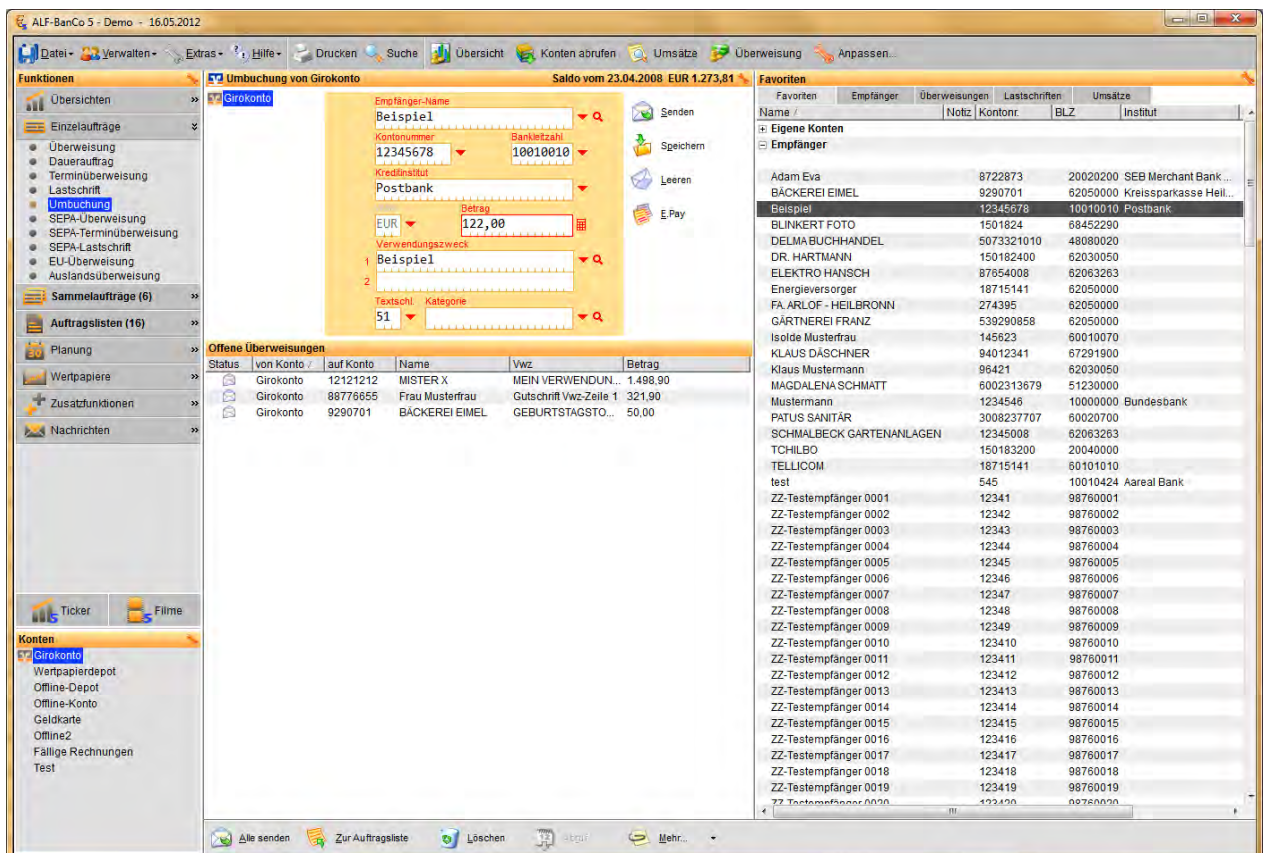 ALF-BanCo 5 - Demo - 16.05.2012
Datei Verwalten Extras Hilfe Drucken Suche Übersicht Konten abrufen Umsätze Überweisung Anpassen...
Funktionen
Übersichten
Einzelaufträge
Überweisung
Dauerauftrag
Terminüberweisung
Lastschrift
Umbuchung
SEPA-Überweisung
SEPA-Terminüberweisung
SEPA-Lastschrift
EU-Überweisung
Auslandsüberweisung
Sammelaufträge (6)
Auftragslisten (16)
Planung
Wertpapiere
Zusatzfunktionen
Nachrichten
Ticker Filme
Konten
Girokonto
Wertpapierdepot
Offline-Depot
Offline-Konto
Geldkarte
Offline2
Fällige Rechnungen
Test
Umbuchung von Girokonto Saldo vom 23.04.2008 EUR 1.273,81
Girokonto
Empfänger-Name
Beispiel
Kontonummer Bankleitzahl
12345678 10010010
Kreditinstitut
Postbank
Betrag
EUR 122,00
Verwendungszweck
1 Beispiel
2
Textschl. Kategorie
51
Senden
Speichern
Leeren
E.Pay
Offene Überweisungen
Status von Konto / auf Konto Name Vwz Betrag
Girokonto 12121212 MISTER X MEIN VERWENDUN... 1.498,90
Girokonto 88776655 Frau Musterfrau Gutschrift Vwz-Zeile 1 321,90
Girokonto 9290701 BÄCKEREI EIMEL GEBURTSTAGSTO... 50,00
Alle senden Zur Auftragsliste Löschen Mehr...
Favoriten
Favoriten Empfänger Überweisungen Lastschriften Umsätze
Name / Notiz Kontonr. BLZ Institut
Eigene Konten
Empfänger
Adam Eva 8722873 20020200 SEB Merchant Bank ...
BÄCKEREI EIMEL 9290701 62050000 Kreissparkasse Heil...
Beispiel 12345678 10010010 Postbank
BLINKERT FOTO 1501824 68452290
DELMA BUCHHANDEL 5073321010 48080020
DR. HARTMANN 150182400 62030050
ELEKTRO HANSCH 87654008 62063263
Energieversorger 18715141 62050000
FA. ARLOF - HEILBRONN 274395 62050000
GÄRTNEREI FRANZ 539290858 62050000
Isolde Musterfrau 145623 60010070
KLAUS DÄSCHNER 94012341 67291900
Klaus Mustermann 96421 62030050
MAGDALENA SCHMATT 6002313679 51230000
Mustermann 1234546 10000000 Bundesbank
PATUS SANITÄR 3008237707 60020700
SCHMALBECK GARTENANLAGEN 12345008 62063263
TCHILBO 150183200 20040000
TELLICOM 18715141 60101010
test 545 10010424 Aareal Bank
ZZ-Testempfänger 0001 12341 98760001
ZZ-Testempfänger 0002 12342 98760002
ZZ-Testempfänger 0003 12343 98760003
ZZ-Testempfänger 0004 12344 98760004
ZZ-Testempfänger 0005 12345 98760005
ZZ-Testempfänger 0006 12346 98760006
ZZ-Testempfänger 0007 12347 98760007
ZZ-Testempfänger 0008 12348 98760008
ZZ-Testempfänger 0009 12349 98760009
ZZ-Testempfänger 0010 123410 98760010
ZZ-Testempfänger 0011 123411 98760011
ZZ-Testempfänger 0012 123412 98760012
ZZ-Testempfänger 0013 123413 98760013
ZZ-Testempfänger 0014 123414 98760014
ZZ-Testempfänger 0015 123415 98760015
ZZ-Testempfänger 0016 123416 98760016
ZZ-Testempfänger 0017 123417 98760017
ZZ-Testempfänger 0018 123418 98760018
ZZ-Testempfänger 0019 123419 98760019
ZZ-Testempfänger 0020 123420 98760020